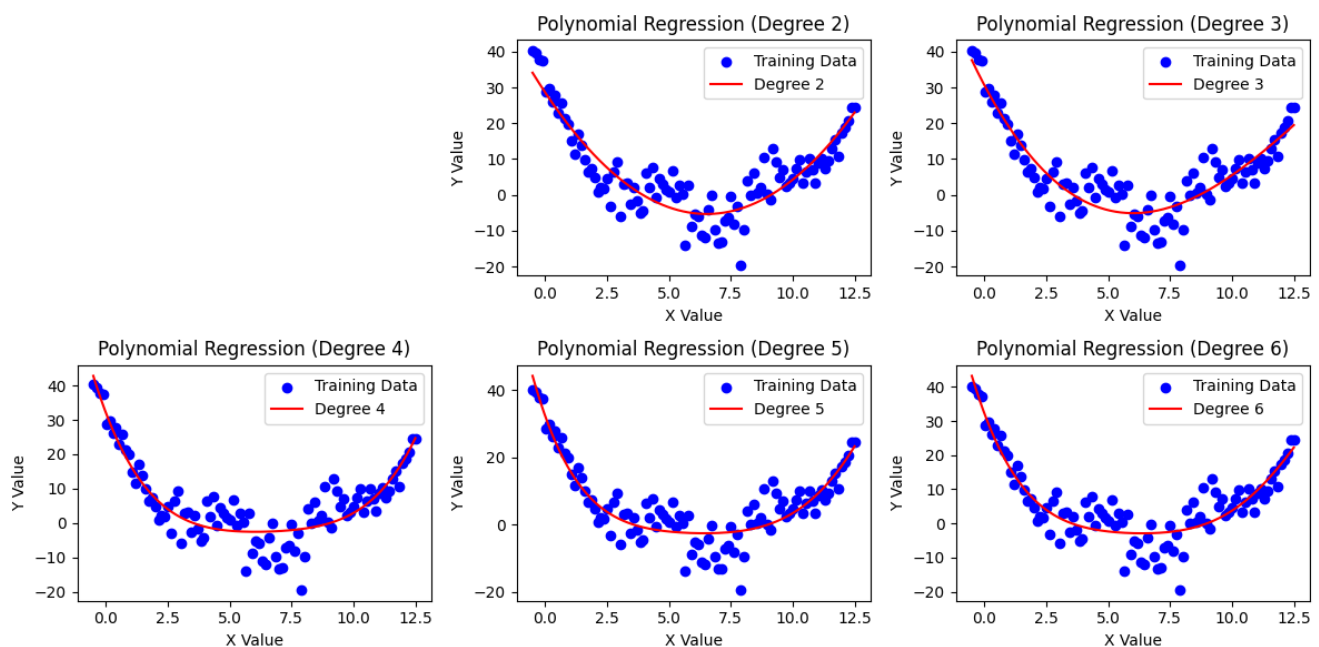 Polynomial Regression (Degree 2)
Training Data
Degree 2
40
30
20
10
0
−10
−20
Y Value
0.0 2.5 5.0 7.5 10.0 12.5
X Value
Polynomial Regression (Degree 3)
Training Data
Degree 3
40
30
20
10
0
−10
−20
Y Value
0.0 2.5 5.0 7.5 10.0 12.5
X Value
Polynomial Regression (Degree 4)
Training Data
Degree 4
40
30
20
10
0
−10
−20
Y Value
0.0 2.5 5.0 7.5 10.0 12.5
X Value
Polynomial Regression (Degree 5)
Training Data
Degree 5
40
30
20
10
0
−10
−20
Y Value
0.0 2.5 5.0 7.5 10.0 12.5
X Value
Polynomial Regression (Degree 6)
Training Data
Degree 6
40
30
20
10
0
−10
−20
Y Value
0.0 2.5 5.0 7.5 10.0 12.5
X Value